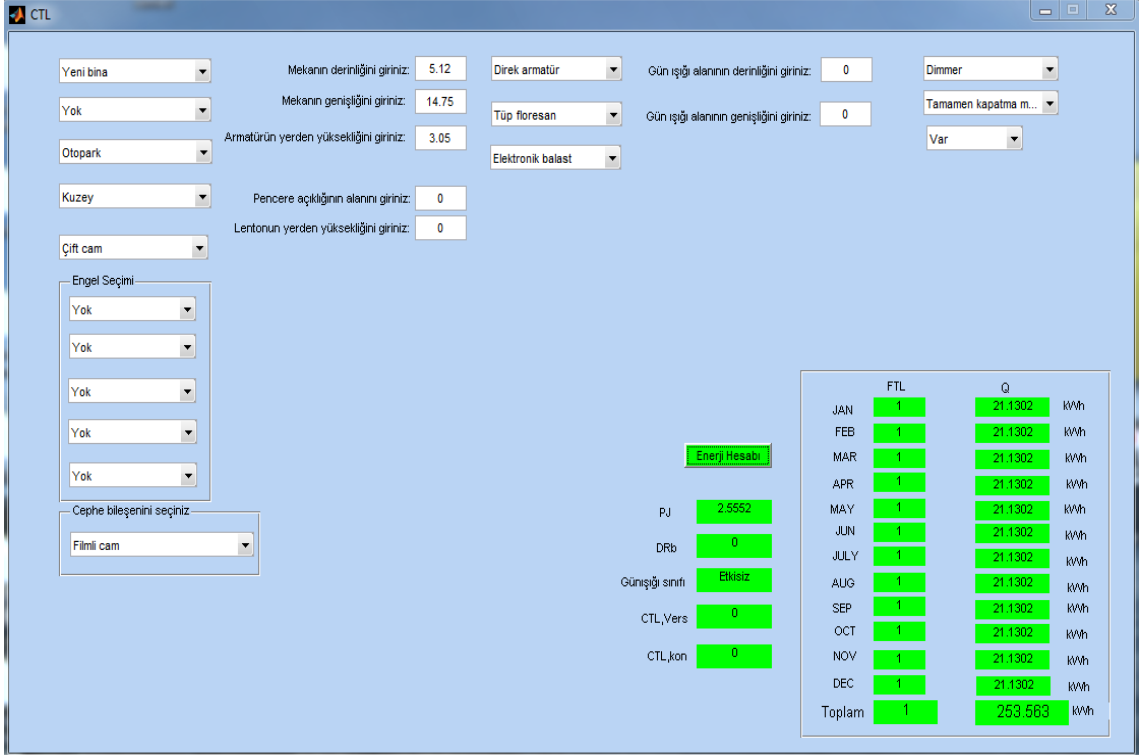 CTL
Yeni bina
Yok
Otopark
Kuzey
Çift cam
Engel Seçimi
Yok
Yok
Yok
Yok
Yok
Cephe bileşenini seçiniz
Filmli cam
Mekanın derinliğini giriniz: 5.12
Mekanın genişliğini giriniz: 14.75
Armatürün yerden yüksekliğini giriniz: 3.05
Pencere açıklığının alanını giriniz: 0
Lentonun yerden yüksekliğini giriniz: 0
Direk armatür
Tüp floresan
Elektronik balast
Gün ışığı alanının derinliğini giriniz: 0
Gün ışığı alanının genişliğini giriniz: 0
Dimmer
Tamamen kapatma m...
Var
Enerji Hesabı
PJ 2.5552
DRb 0
Günışığı sınıfı Etkisiz
CTL,Vers 0
CTL,kon 0
FTL Q
JAN 1 21.1302 kWh
FEB 1 21.1302 kWh
MAR 1 21.1302 kWh
APR 1 21.1302 kWh
MAY 1 21.1302 kWh
JUN 1 21.1302 kWh
JULY 1 21.1302 kWh
AUG 1 21.1302 kWh
SEP 1 21.1302 kWh
OCT 1 21.1302 kWh
NOV 1 21.1302 kWh
DEC 1 21.1302 kWh
Toplam 1 253.563 kWh